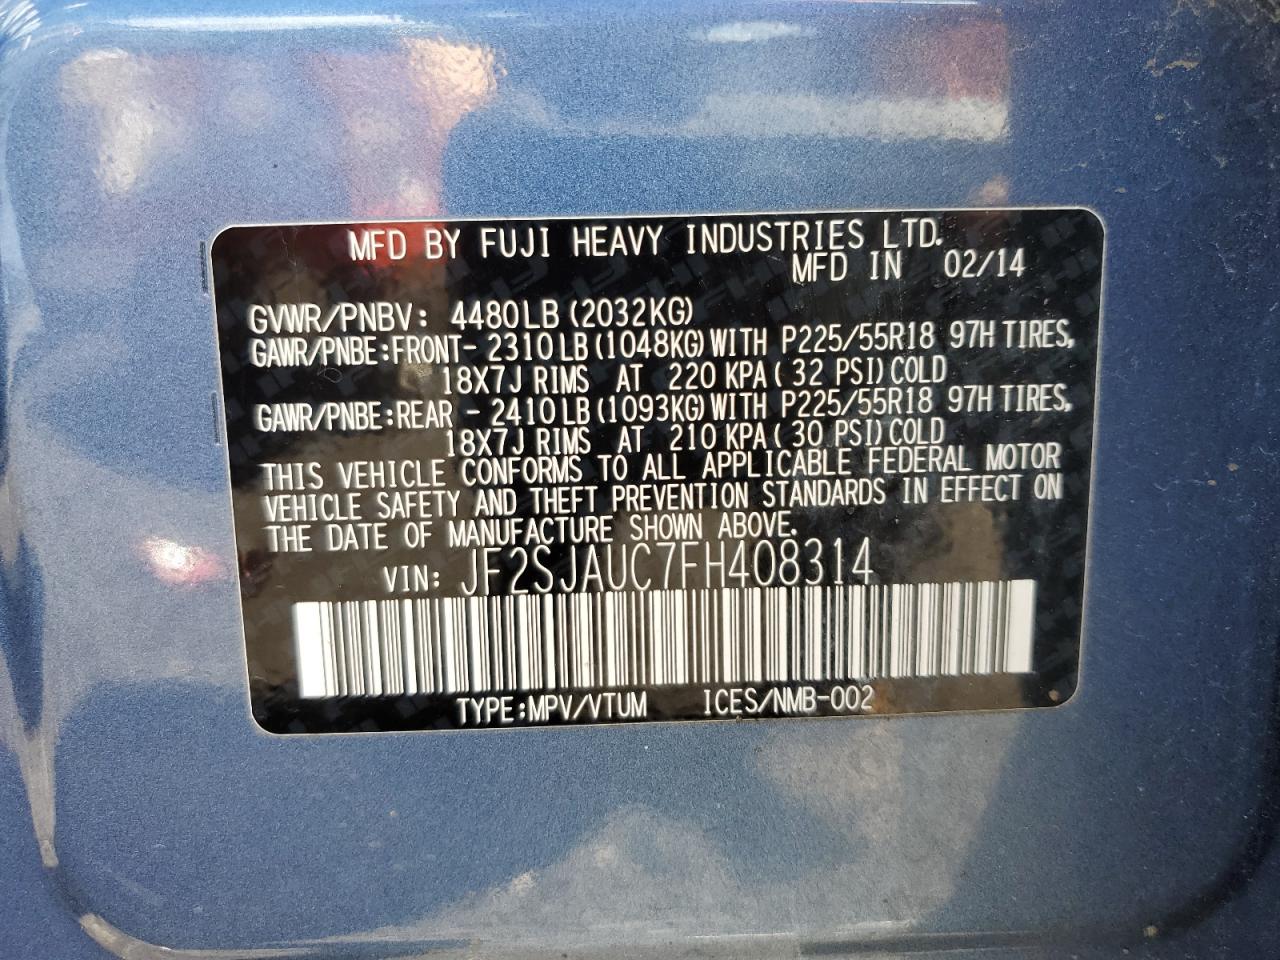 MFD BY FUJI HEAVY INDUSTRIES LTD.
MFD IN 02/14
GVWR/PNBV: 4480LB (2032KG)
GAWR/PNBE:FRONT- 2310LB (1048KG) WITH P225/55R18 97H TIRES,
18X7J RIMS AT 220 KPA ( 32 PSI) COLD
GAWR/PNBE:REAR - 2410LB (1093KG) WITH P225/55R18 97H TIRES,
18X7J RIMS AT 210 KPA ( 30 PSI) COLD
THIS VEHICLE CONFORMS TO ALL APPLICABLE FEDERAL MOTOR
VEHICLE SAFETY AND THEFT PREVENTION STANDARDS IN EFFECT ON
THE DATE OF MANUFACTURE SHOWN ABOVE.
VIN: JF2SJAUC7FH408314
TYPE:MPV/VTUM ICES/NMB-002